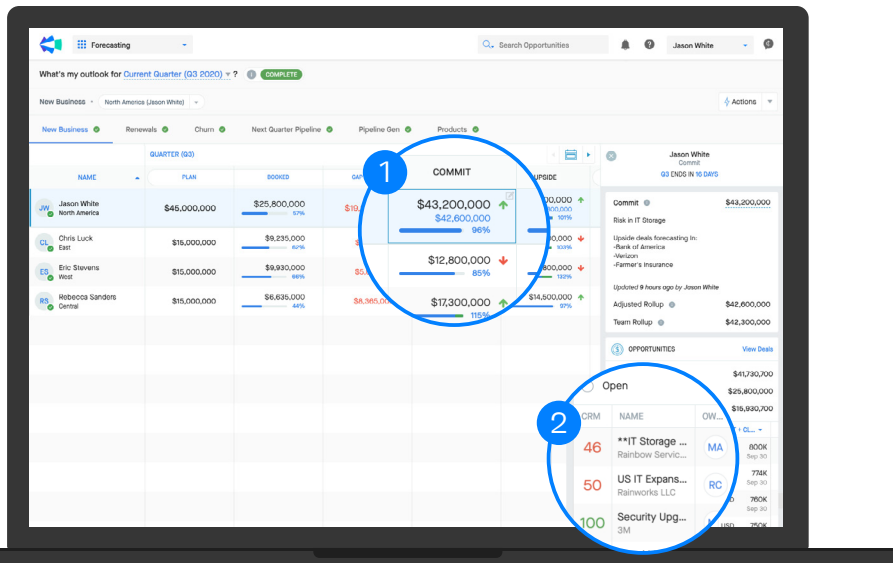 Forecasting
Search Opportunities
Jason White
What's my outlook for Current Quarter (Q3 2020) ? COMPLETE
New Business
North America (Jason White)
Actions
New Business
Renewals
Churn
Next Quarter Pipeline
Pipeline Gen
Products
QUARTER (Q3)
NAME
PLAN
BOOKED
COMMIT
UPSIDE
JW
Jason White
North America
$45,000,000
$25,800,000
57%
$43,200,000
$42,600,000
96%
101%
CL
Chris Luck
East
$15,000,000
$9,235,000
62%
$12,800,000
85%
103%
ES
Eric Stevens
West
$15,000,000
$9,930,000
66%
$17,300,000
115%
RS
Rebecca Sanders
Central
$15,000,000
$6,635,000
44%
$14,500,000
97%
1
Jason White
Commit
Q3 ENDS IN 16 DAYS
Commit
$43,200,000
Risk in IT Storage
Upside deals forecasting In:
-Bank of America
-Verizon
-Farmer's Insurance
Updated 9 hours ago by Jason White
Adjusted Rollup
$42,600,000
Team Rollup
$42,300,000
OPPORTUNITIES
View Deals
$41,730,700
$25,800,000
$15,930,700
2
Open
CRM
NAME
OW...
CL...
46
**IT Storage ...
Rainbow Servic...
MA
800K
Sep 30
50
US IT Expans...
Rainworks LLC
RC
774K
Sep 30
100
Security Upg...
3M
760K
Sep 30
USD
750K